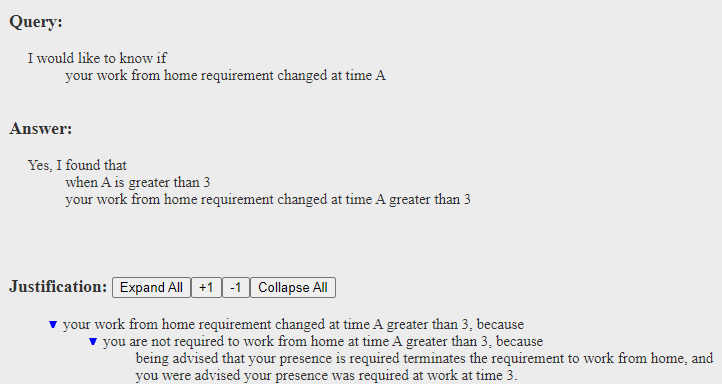 Query:
I would like to know if
your work from home requirement changed at time A
Answer:
Yes, I found that
when A is greater than 3
your work from home requirement changed at time A greater than 3
Justification: Expand All +1 -1 Collapse All
▼ your work from home requirement changed at time A greater than 3, because
▼ you are not required to work from home at time A greater than 3, because
being advised that your presence is required terminates the requirement to work from home, and
you were advised your presence was required at work at time 3.